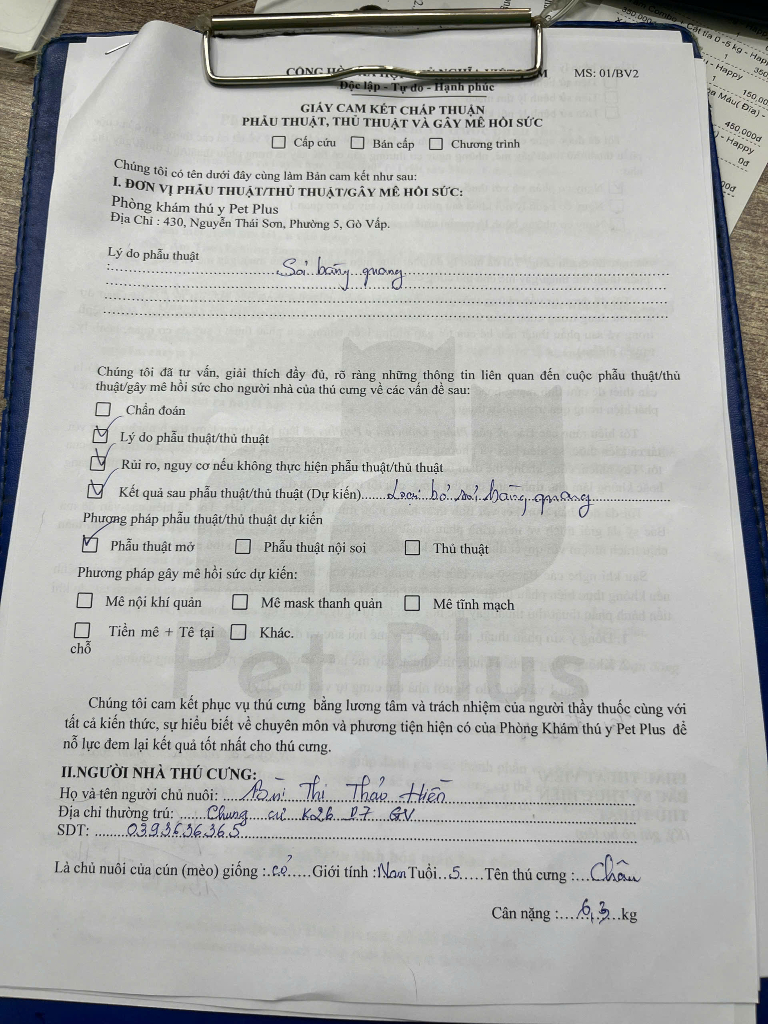 CỘNG HÒA XÃ HỘI CHỦ NGHĨA VIỆT NAM
MS: 01/BV2
Độc lập - Tự do - Hạnh phúc
GIẤY CAM KẾT CHẤP THUẬN
PHẪU THUẬT, THỦ THUẬT VÀ GÂY MÊ HỒI SỨC
Cấp cứu Bán cấp Chương trình
Chúng tôi có tên dưới đây cùng làm Bản cam kết như sau:
I. ĐƠN VỊ PHẪU THUẬT/THỦ THUẬT/GÂY MÊ HỒI SỨC:
Phòng khám thú y Pet Plus
Địa Chỉ : 430, Nguyễn Thái Sơn, Phường 5, Gò Vấp.
Lý do phẫu thuật
:Sỏi bàng quang
Chúng tôi đã tư vấn, giải thích đầy đủ, rõ ràng những thông tin liên quan đến cuộc phẫu thuật/thủ
thuật/gây mê hồi sức cho người nhà của thú cưng về các vấn đề sau:
Chẩn đoán
Lý do phẫu thuật/thủ thuật
Rủi ro, nguy cơ nếu không thực hiện phẫu thuật/thủ thuật
Kết quả sau phẫu thuật/thủ thuật (Dự kiến)....Loại bỏ sỏi bàng quang
Phương pháp phẫu thuật/thủ thuật dự kiến
Phẫu thuật mở Phẫu thuật nội soi Thủ thuật
Phương pháp gây mê hồi sức dự kiến:
Mê nội khí quản Mê mask thanh quản Mê tĩnh mạch
Tiền mê + Tê tại Khác.
chỗ
Pet Plus
Chúng tôi cam kết phục vụ thú cưng bằng lương tâm và trách nhiệm của người thầy thuốc cùng với
tất cả kiến thức, sự hiểu biết về chuyên môn và phương tiện hiện có của Phòng Khám thú y Pet Plus để
nỗ lực đem lại kết quả tốt nhất cho thú cưng.
II.NGƯỜI NHÀ THÚ CƯNG:
Họ và tên người chủ nuôi: Bùi Thị Thảo Hiền
Địa chỉ thường trú: Chung cư K26 D7 GV
SDT: 0393636365
Là chủ nuôi của cún (mèo) giống :.cỏ.....Giới tính :Nam Tuổi..5.....Tên thú cưng :...Chôm
Cân nặng :....6,3...kg